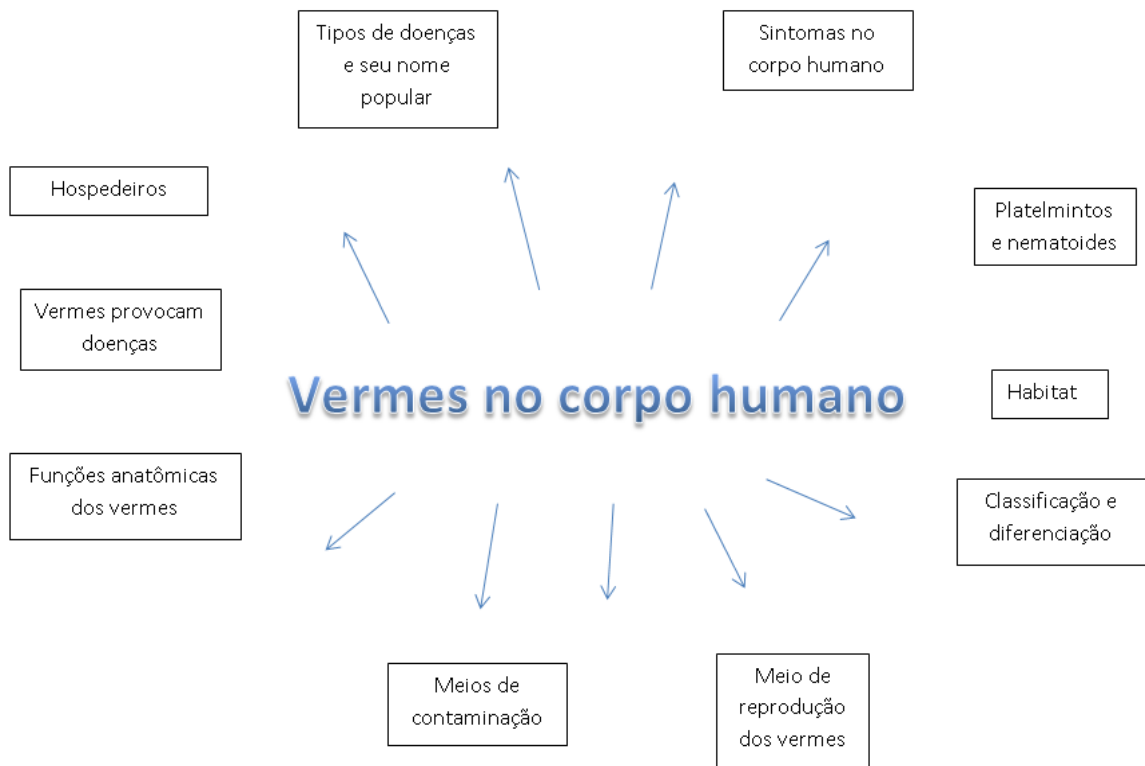 Tipos de doenças
e seu nome
popular
Sintomas no
corpo humano
Hospedeiros
Platelmintos
e nematoides
Vermes provocam
doenças
Vermes no corpo humano
Habitat
Funções anatômicas
dos vermes
Classificação e
diferenciação
Meios de
contaminação
Meio de
reprodução
dos vermes